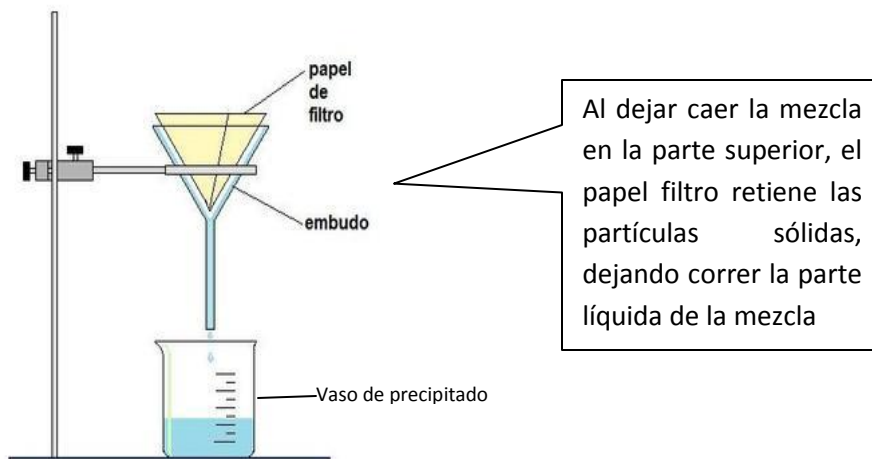 papel
de
filtro
embudo
Vaso de precipitado
Al dejar caer la mezcla
en la parte superior, el
papel filtro retiene las
partículas sólidas,
dejando correr la parte
líquida de la mezcla